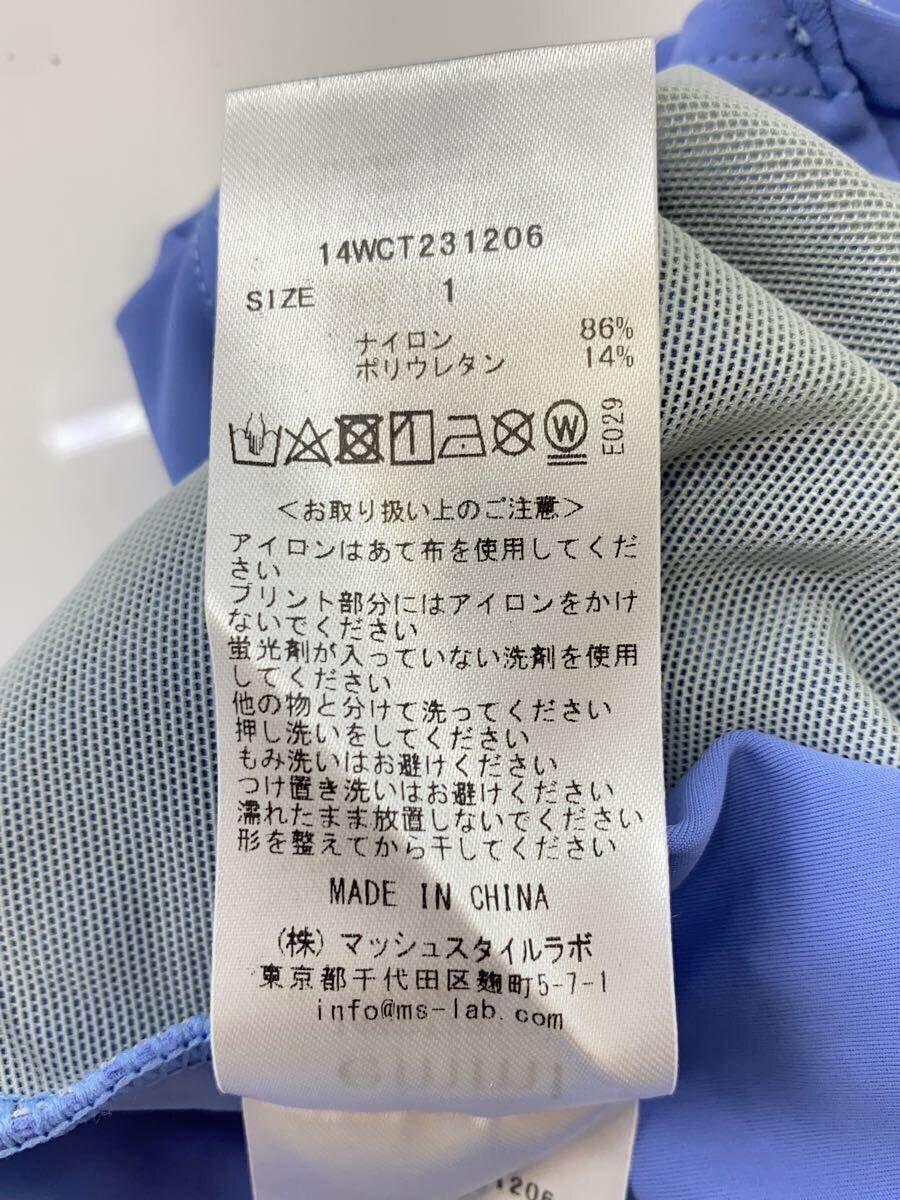 14WCT231206
SIZE 1
ナイロン 86%
ポリウレタン 14%
W
E029
＜お取り扱い上のご注意＞
アイロンはあて布を使用してくだ
さい
プリント部分にはアイロンをかけ
ないでください
蛍光剤が入っていない洗剤を使用
してください
他の物と分けて洗ってください
押し洗いをしてください
もみ洗いはお避けください
つけ置き洗いはお避けください
濡れたまま放置しないでください
形を整えてから干してください
MADE IN CHINA
(株) マッシュスタイルラボ
東京都千代田区麹町5-7-1
info@ms-lab.com
1206